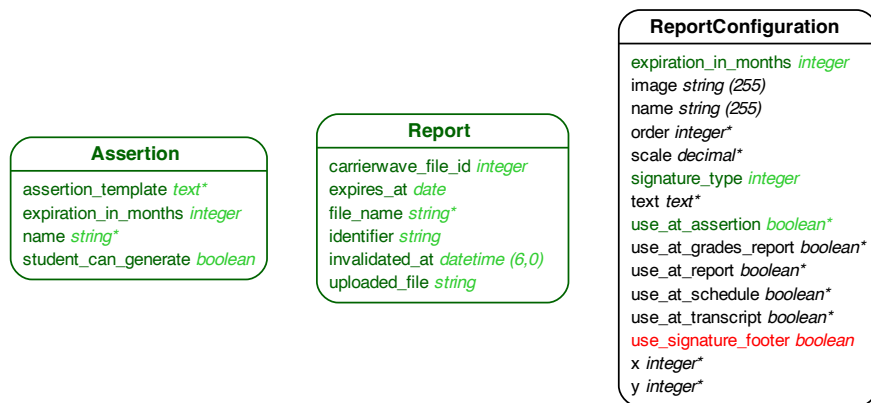 Assertion
assertion_template text*
expiration_in_months integer
name string*
student_can_generate boolean
Report
carrierwave_file_id integer
expires_at date
file_name string*
identifier string
invalidated_at datetime (6,0)
uploaded_file string
ReportConfiguration
expiration_in_months integer
image string (255)
name string (255)
order integer*
scale decimal*
signature_type integer
text text*
use_at_assertion boolean*
use_at_grades_report boolean*
use_at_report boolean*
use_at_schedule boolean*
use_at_transcript boolean*
use_signature_footer boolean
x integer*
y integer*